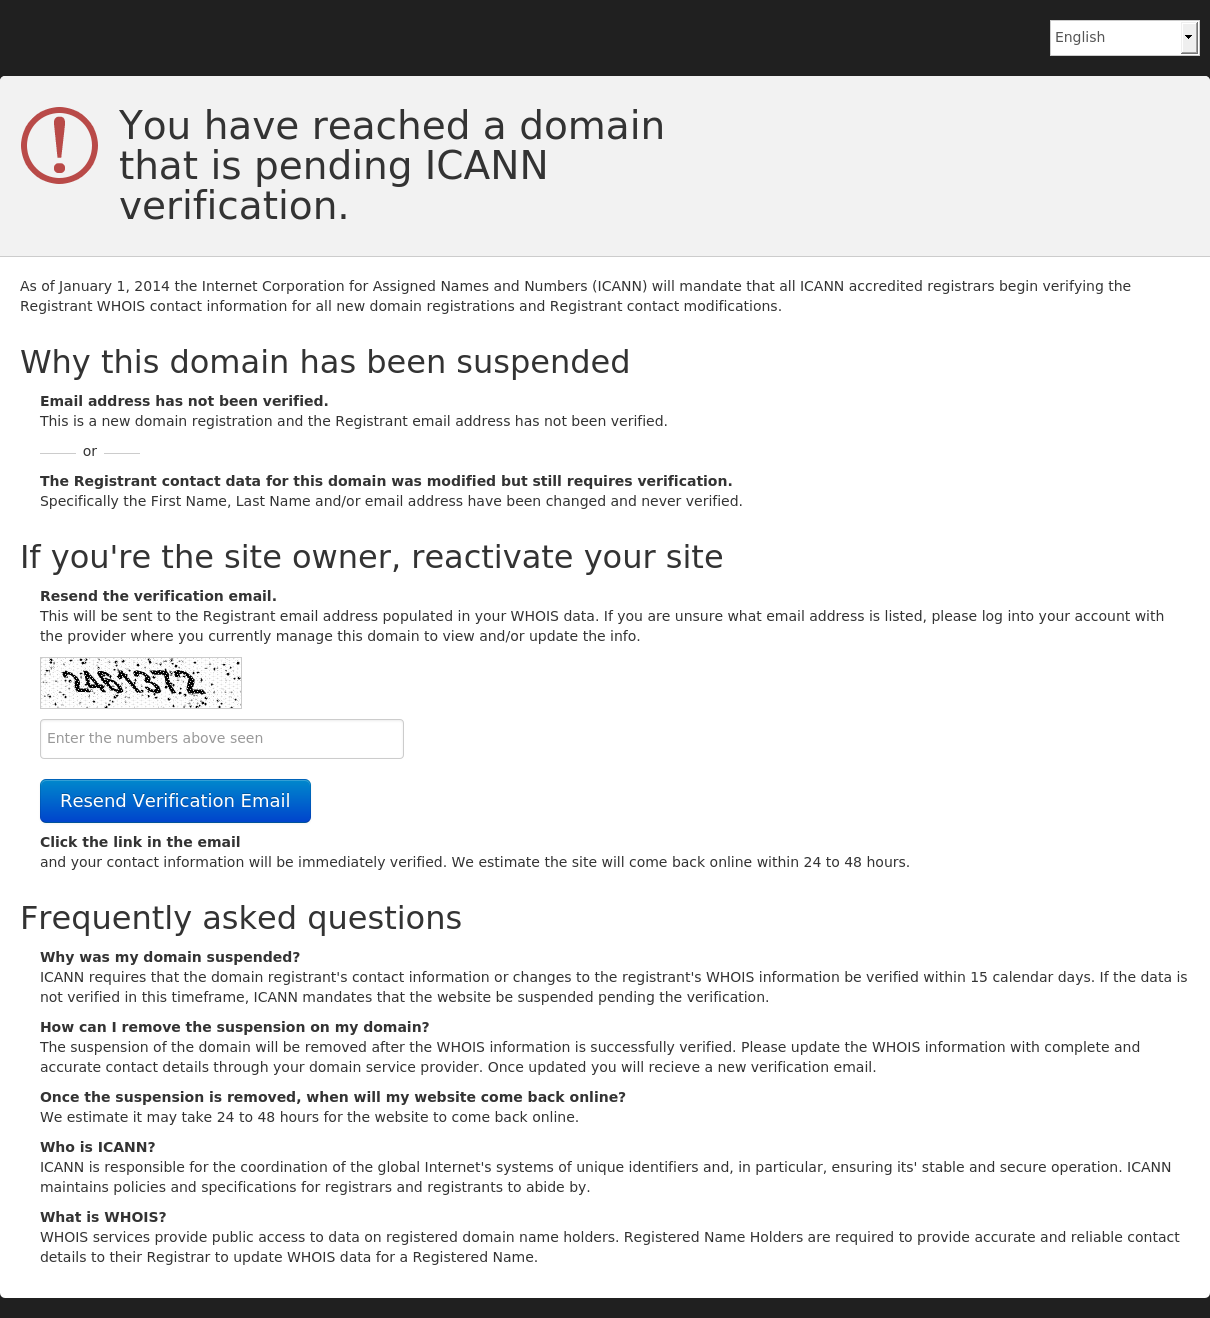 English
You have reached a domain
that is pending ICANN
verification.
As of January 1, 2014 the Internet Corporation for Assigned Names and Numbers (ICANN) will mandate that all ICANN accredited registrars begin verifying the
Registrant WHOIS contact information for all new domain registrations and Registrant contact modifications.
Why this domain has been suspended
Email address has not been verified.
This is a new domain registration and the Registrant email address has not been verified.
or
The Registrant contact data for this domain was modified but still requires verification.
Specifically the First Name, Last Name and/or email address have been changed and never verified.
If you're the site owner, reactivate your site
Resend the verification email.
This will be sent to the Registrant email address populated in your WHOIS data. If you are unsure what email address is listed, please log into your account with
the provider where you currently manage this domain to view and/or update the info.
2461372
Enter the numbers above seen
Resend Verification Email
Click the link in the email
and your contact information will be immediately verified. We estimate the site will come back online within 24 to 48 hours.
Frequently asked questions
Why was my domain suspended?
ICANN requires that the domain registrant's contact information or changes to the registrant's WHOIS information be verified within 15 calendar days. If the data is
not verified in this timeframe, ICANN mandates that the website be suspended pending the verification.
How can I remove the suspension on my domain?
The suspension of the domain will be removed after the WHOIS information is successfully verified. Please update the WHOIS information with complete and
accurate contact details through your domain service provider. Once updated you will recieve a new verification email.
Once the suspension is removed, when will my website come back online?
We estimate it may take 24 to 48 hours for the website to come back online.
Who is ICANN?
ICANN is responsible for the coordination of the global Internet's systems of unique identifiers and, in particular, ensuring its' stable and secure operation. ICANN
maintains policies and specifications for registrars and registrants to abide by.
What is WHOIS?
WHOIS services provide public access to data on registered domain name holders. Registered Name Holders are required to provide accurate and reliable contact
details to their Registrar to update WHOIS data for a Registered Name.